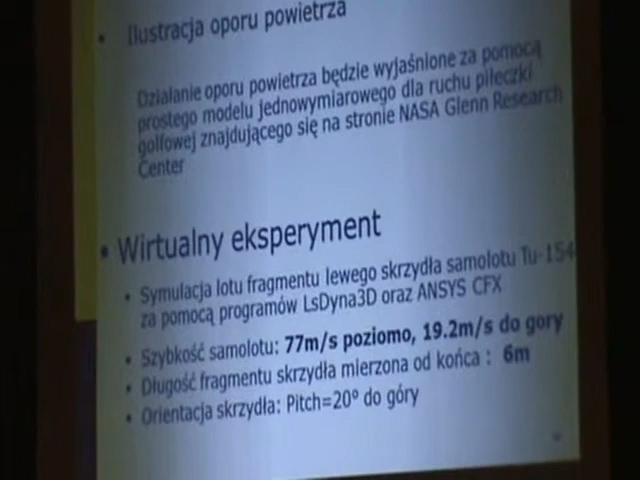 • Ilustracja oporu powietrza
Działanie oporu powietrza będzie wyjaśnione za pomocą
prostego modelu jednowymiarowego dla ruchu piłeczki
golfowej znajdującego się na stronie NASA Glenn Research
Center
• Wirtualny eksperyment
• Symulacja lotu fragmentu lewego skrzydła samolotu Tu-154
za pomocą programów LsDyna3D oraz ANSYS CFX
• Szybkość samolotu: 77m/s poziomo, 19.2m/s do gory
• Długość fragmentu skrzydła mierzona od końca : 6m
• Orientacja skrzydła: Pitch=20° do góry